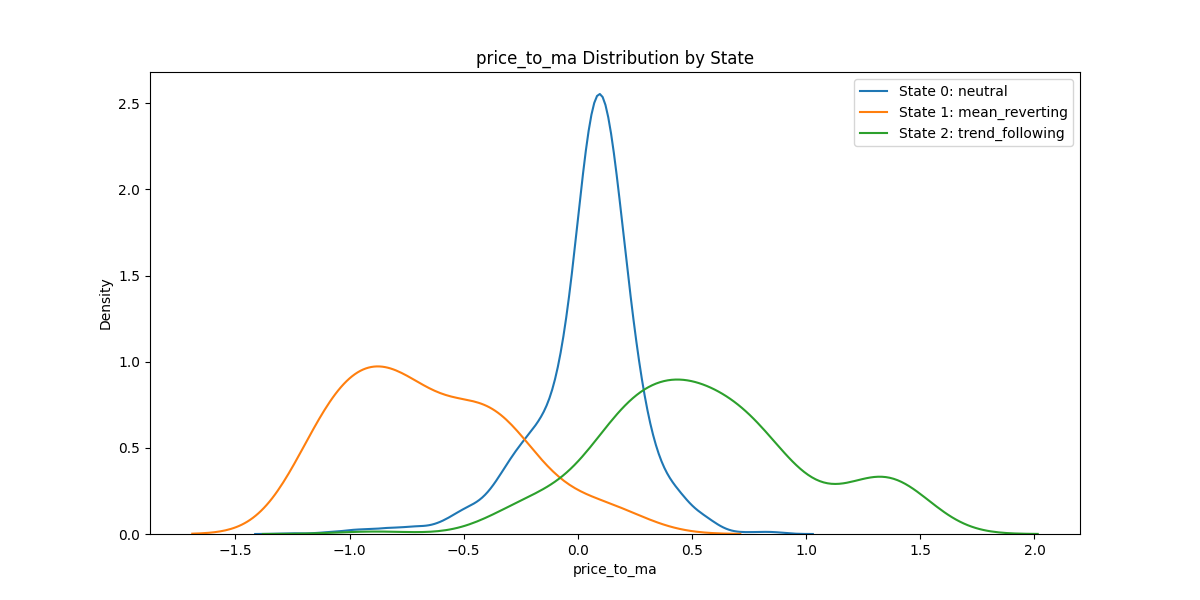 price_to_ma Distribution by State
State 0: neutral
State 1: mean_reverting
State 2: trend_following
Density
2.5
2.0
1.5
1.0
0.5
0.0
−1.5
−1.0
−0.5
0.0
0.5
1.0
1.5
2.0
price_to_ma